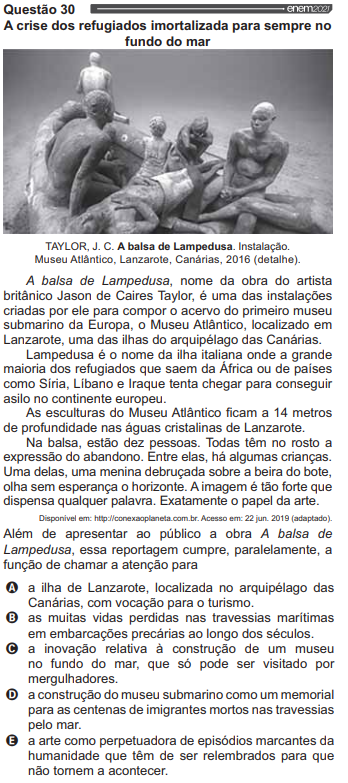 Questão 30 enem2021
A crise dos refugiados imortalizada para sempre no
fundo do mar
TAYLOR, J. C. A balsa de Lampedusa. Instalação.
Museu Atlântico, Lanzarote, Canárias, 2016 (detalhe).
A balsa de Lampedusa, nome da obra do artista
britânico Jason de Caires Taylor, é uma das instalações
criadas por ele para compor o acervo do primeiro museu
submarino da Europa, o Museu Atlântico, localizado em
Lanzarote, uma das ilhas do arquipélago das Canárias.
Lampedusa é o nome da ilha italiana onde a grande
maioria dos refugiados que saem da África ou de países
como Síria, Líbano e Iraque tenta chegar para conseguir
asilo no continente europeu.
As esculturas do Museu Atlântico ficam a 14 metros
de profundidade nas águas cristalinas de Lanzarote.
Na balsa, estão dez pessoas. Todas têm no rosto a
expressão do abandono. Entre elas, há algumas crianças.
Uma delas, uma menina debruçada sobre a beira do bote,
olha sem esperança o horizonte. A imagem é tão forte que
dispensa qualquer palavra. Exatamente o papel da arte.
Disponível em: http://conexaoplaneta.com.br. Acesso em: 22 jun. 2019 (adaptado).
Além de apresentar ao público a obra A balsa de
Lampedusa, essa reportagem cumpre, paralelamente, a
função de chamar a atenção para
A a ilha de Lanzarote, localizada no arquipélago das
Canárias, com vocação para o turismo.
B as muitas vidas perdidas nas travessias marítimas
em embarcações precárias ao longo dos séculos.
C a inovação relativa à construção de um museu
no fundo do mar, que só pode ser visitado por
mergulhadores.
D a construção do museu submarino como um memorial
para as centenas de imigrantes mortos nas travessias
pelo mar.
E a arte como perpetuadora de episódios marcantes da
humanidade que têm de ser relembrados para que
não tornem a acontecer.